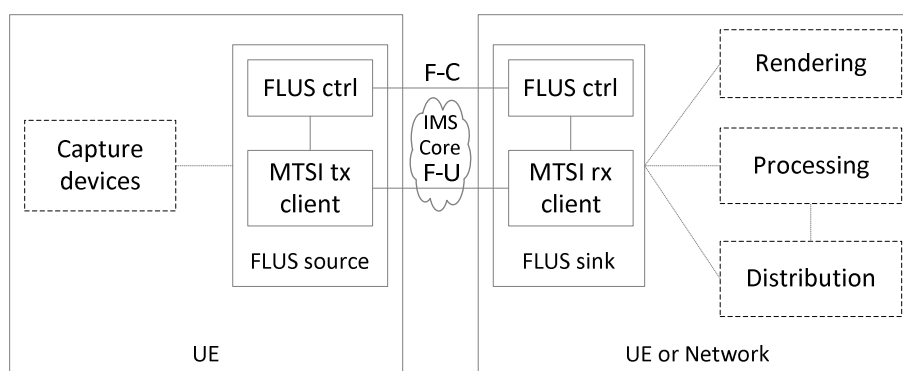 Capture
devices
FLUS ctrl
MTSI tx
client
FLUS source
UE
F-C
IMS
Core
F-U
FLUS ctrl
MTSI rx
client
FLUS sink
Rendering
Processing
Distribution
UE or Network